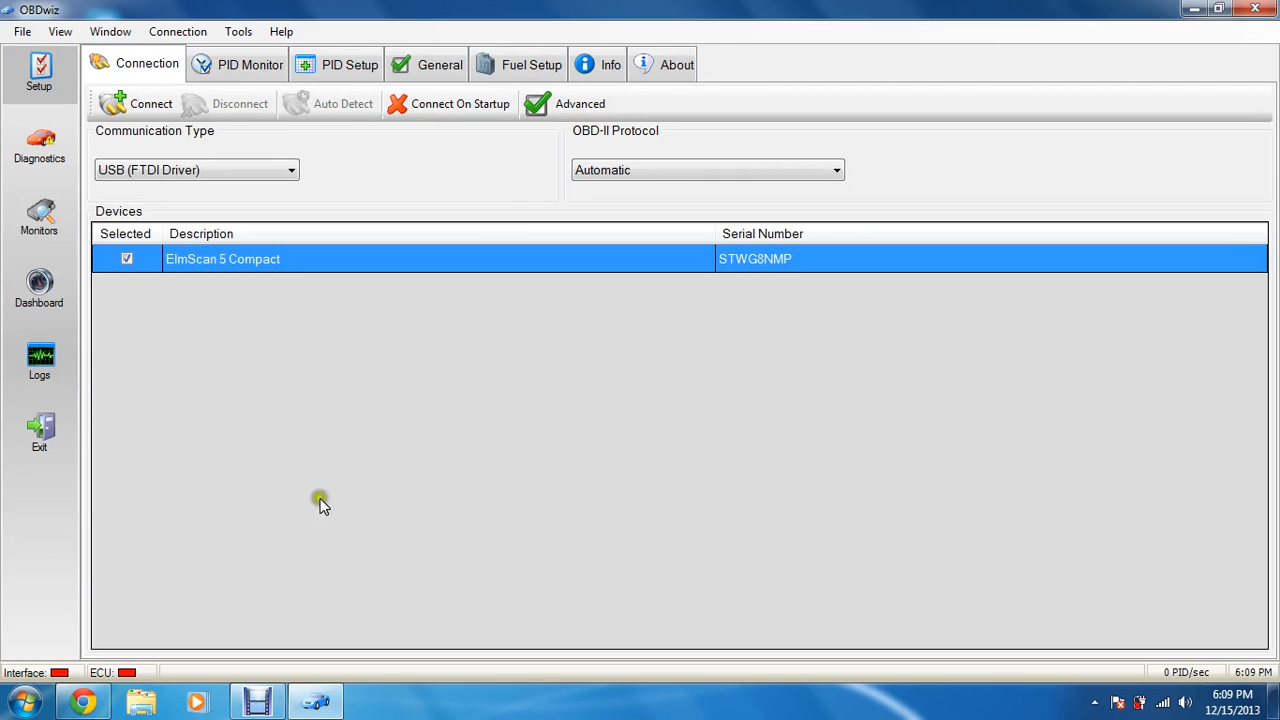 OBDwiz
File View Window Connection Tools Help
Setup
Diagnostics
Monitors
Dashboard
Logs
Exit
Connection PID Monitor PID Setup General Fuel Setup Info About
Connect Disconnect Auto Detect Connect On Startup Advanced
Communication Type OBD-II Protocol
USB (FTDI Driver) Automatic
Devices
Selected Description Serial Number
ElmScan 5 Compact STWG8NMP
Interface: ECU: 0 PID/sec 6:09 PM
6:09 PM
12/15/2013